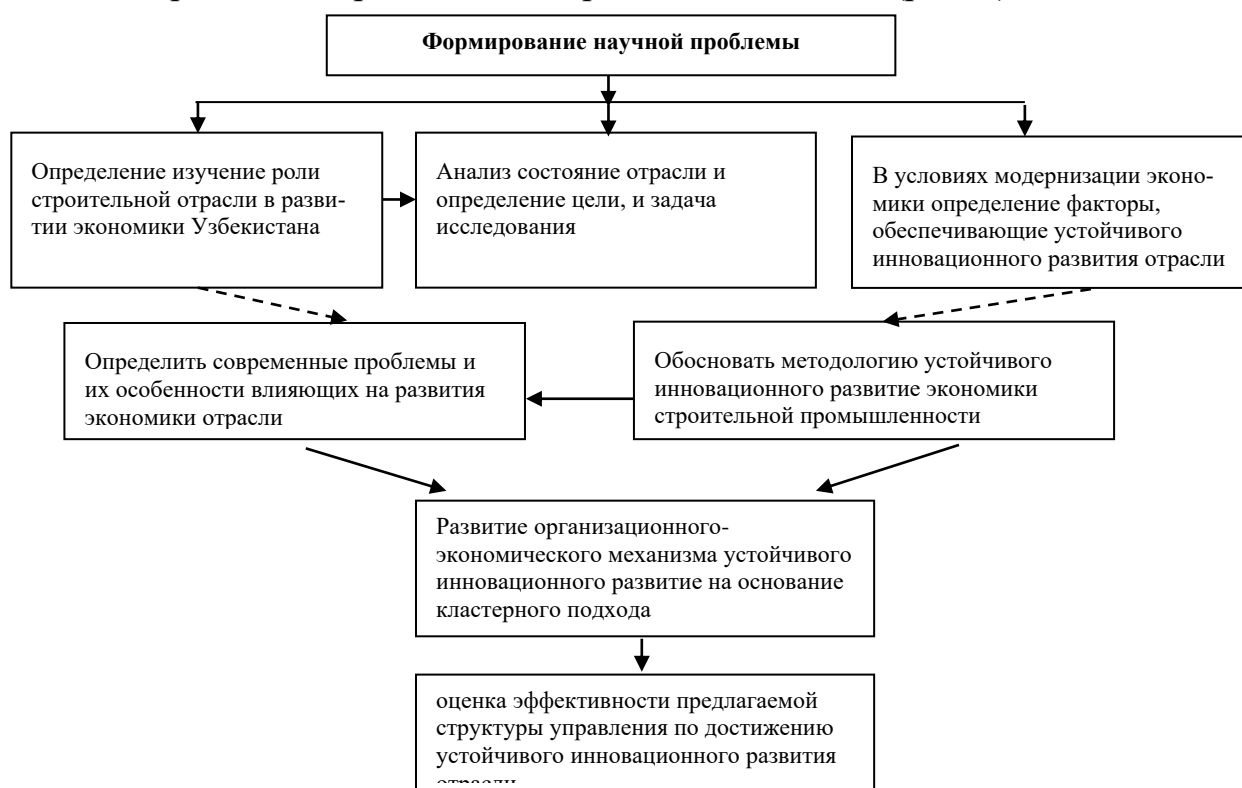 Формирование научной проблемы
Определение изучение роли
строительной отрасли в разви-
тии экономики Узбекистана
Анализ состояние отрасли и
определение цели, и задача
исследования
В условиях модернизации эконо-
мики определение факторы,
обеспечивающие устойчивого
инновационного развития отрасли
Определить современные проблемы и
их особенности влияющих на развития
экономики отрасли
Обосновать методологию устойчивого
инновационного развитие экономики
строительной промышленности
Развитие организационного-
экономического механизма устойчивого
инновационного развитие на основание
кластерного подхода
оценка эффективности предлагаемой
структуры управления по достижению
устойчивого инновационного развития
отрасли